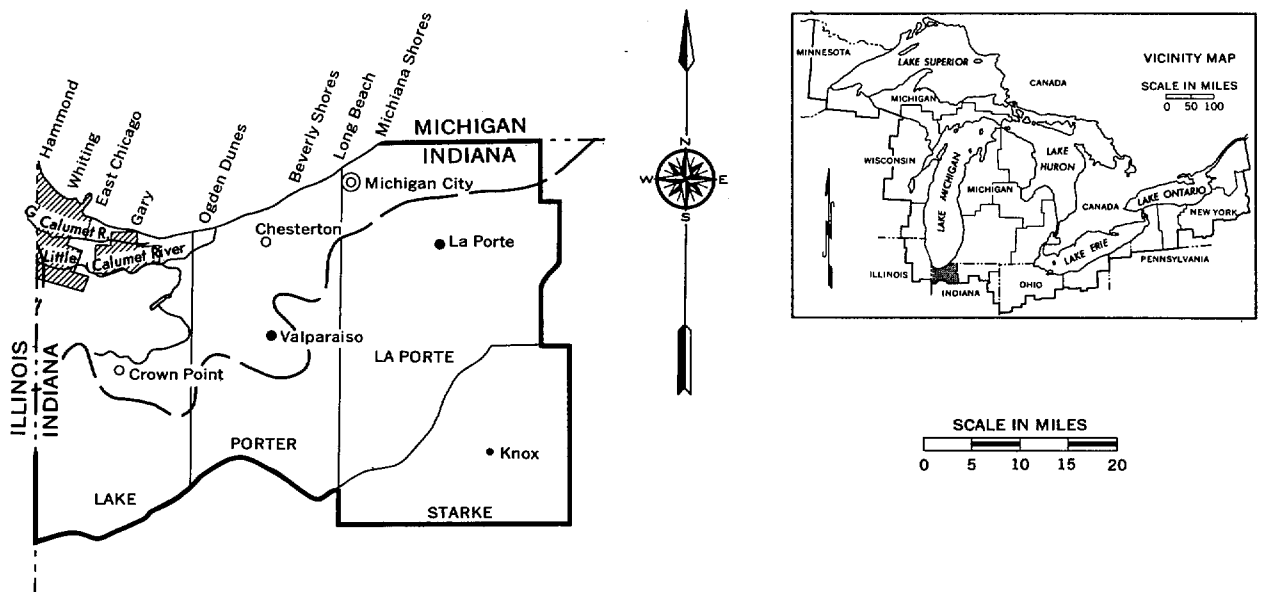 Hammond
Whiting
East Chicago
Gary
Ogden Dunes
Beverly Shores
Long Beach
Michiana Shores
MICHIGAN
INDIANA
Michigan City
G. Calumet R.
Chesterton
La Porte
Little Calumet River
Valparaiso
LA PORTE
Crown Point
ILLINOIS
INDIANA
PORTER
Knox
LAKE
STARKE
N
W E
S
VICINITY MAP
SCALE IN MILES
0 50 100
MINNESOTA
LAKE SUPERIOR
CANADA
MICHIGAN
WISCONSIN
LAKE MICHIGAN
MICHIGAN
LAKE HURON
CANADA
LAKE ONTARIO
NEW YORK
LAKE ERIE
PENNSYLVANIA
ILLINOIS
INDIANA
OHIO
SCALE IN MILES
0 5 10 15 20